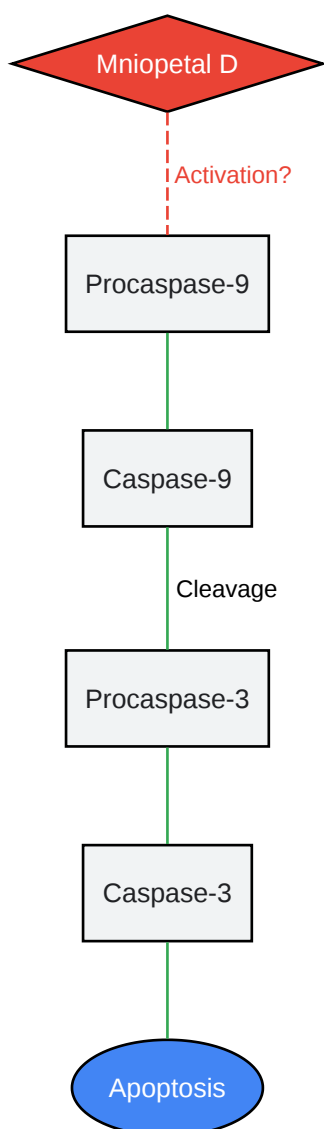 Mniopetal D
Activation?
Procaspase-9
Caspase-9
Cleavage
Procaspase-3
Caspase-3
Apoptosis